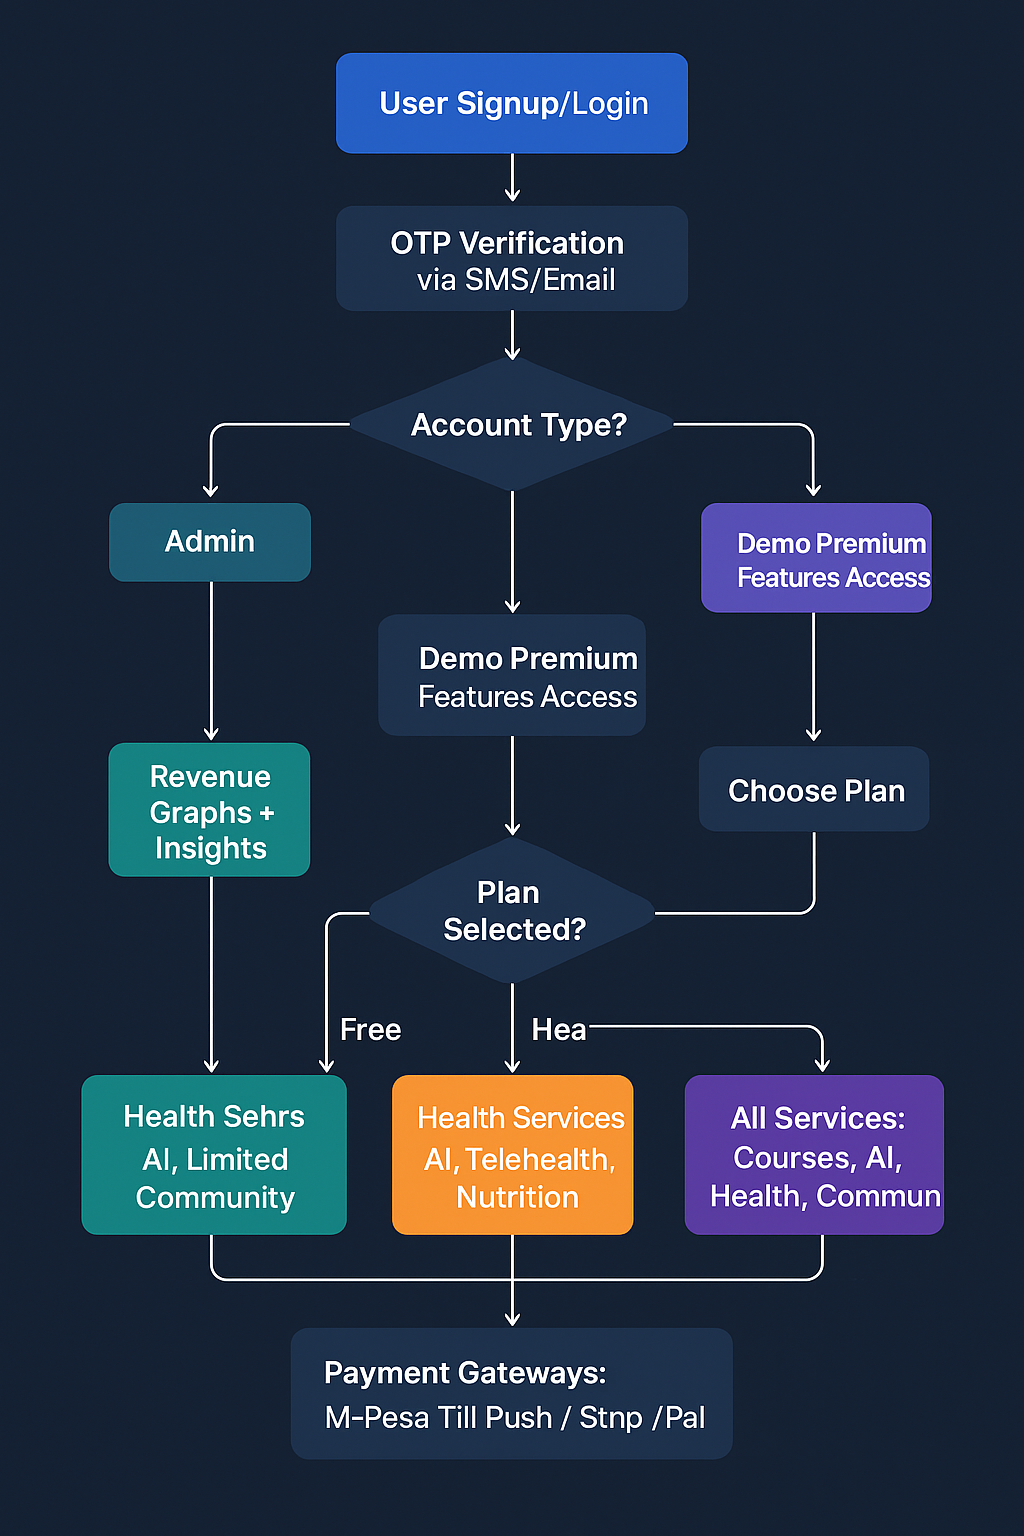 User Signup/Login
OTP Verification
via SMS/Email
Account Type?
Admin
Demo Premium
Features Access
Demo Premium
Features Access
Revenue
Graphs +
Insights
Choose Plan
Plan
Selected?
Free
Hea
Health Sehrs
AI, Limited
Community
Health Services
AI, Telehealth,
Nutrition
All Services:
Courses, AI,
Health, Commun
Payment Gateways:
M-Pesa Till Push / Stnp /Pal